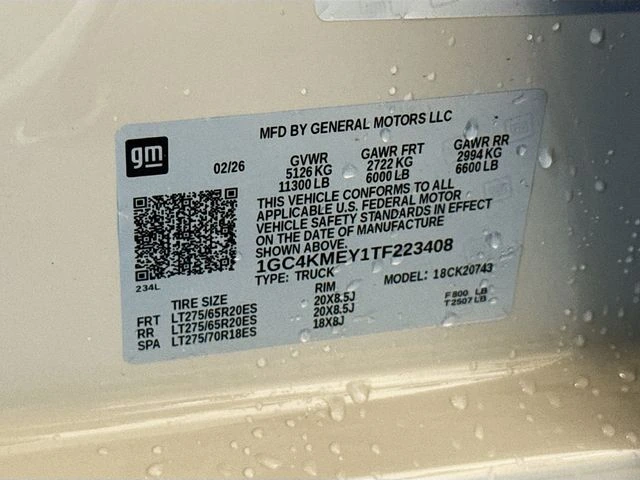 gm
MFD BY GENERAL MOTORS LLC
02/26
GVWR GAWR FRT GAWR RR
5126 KG 2722 KG 2994 KG
11300 LB 6000 LB 6600 LB
THIS VEHICLE CONFORMS TO ALL
APPLICABLE U.S. FEDERAL MOTOR
VEHICLE SAFETY STANDARDS IN EFFECT
ON THE DATE OF MANUFACTURE
SHOWN ABOVE.
1GC4KMEY1TF223408
TYPE: TRUCK MODEL: 18CK20743
234L
TIRE SIZE RIM
FRT LT275/65R20ES 20X8.5J F 800 LB
RR LT275/65R20ES 20X8.5J T 2507 LB
SPA LT275/70R18ES 18X8J